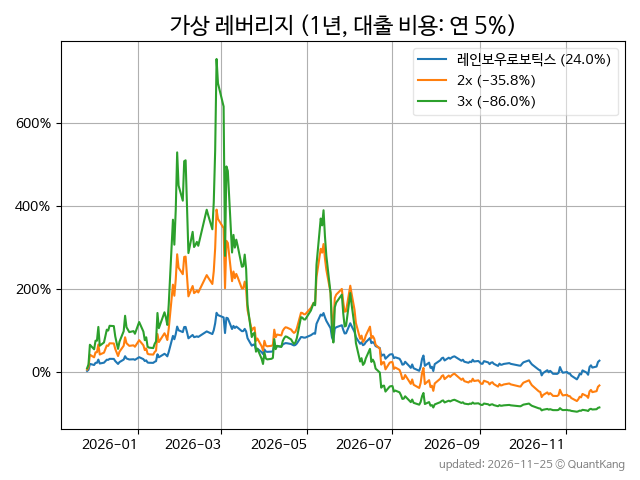 가상 레버리지 (1년, 대출 비용: 연 5%)
레인보우로보틱스 (24.0%)
2x (−35.8%)
3x (−86.0%)
600%
400%
200%
0%
2026-01 2026-03 2026-05 2026-07 2026-09 2026-11
updated: 2026-11-25 © QuantKang